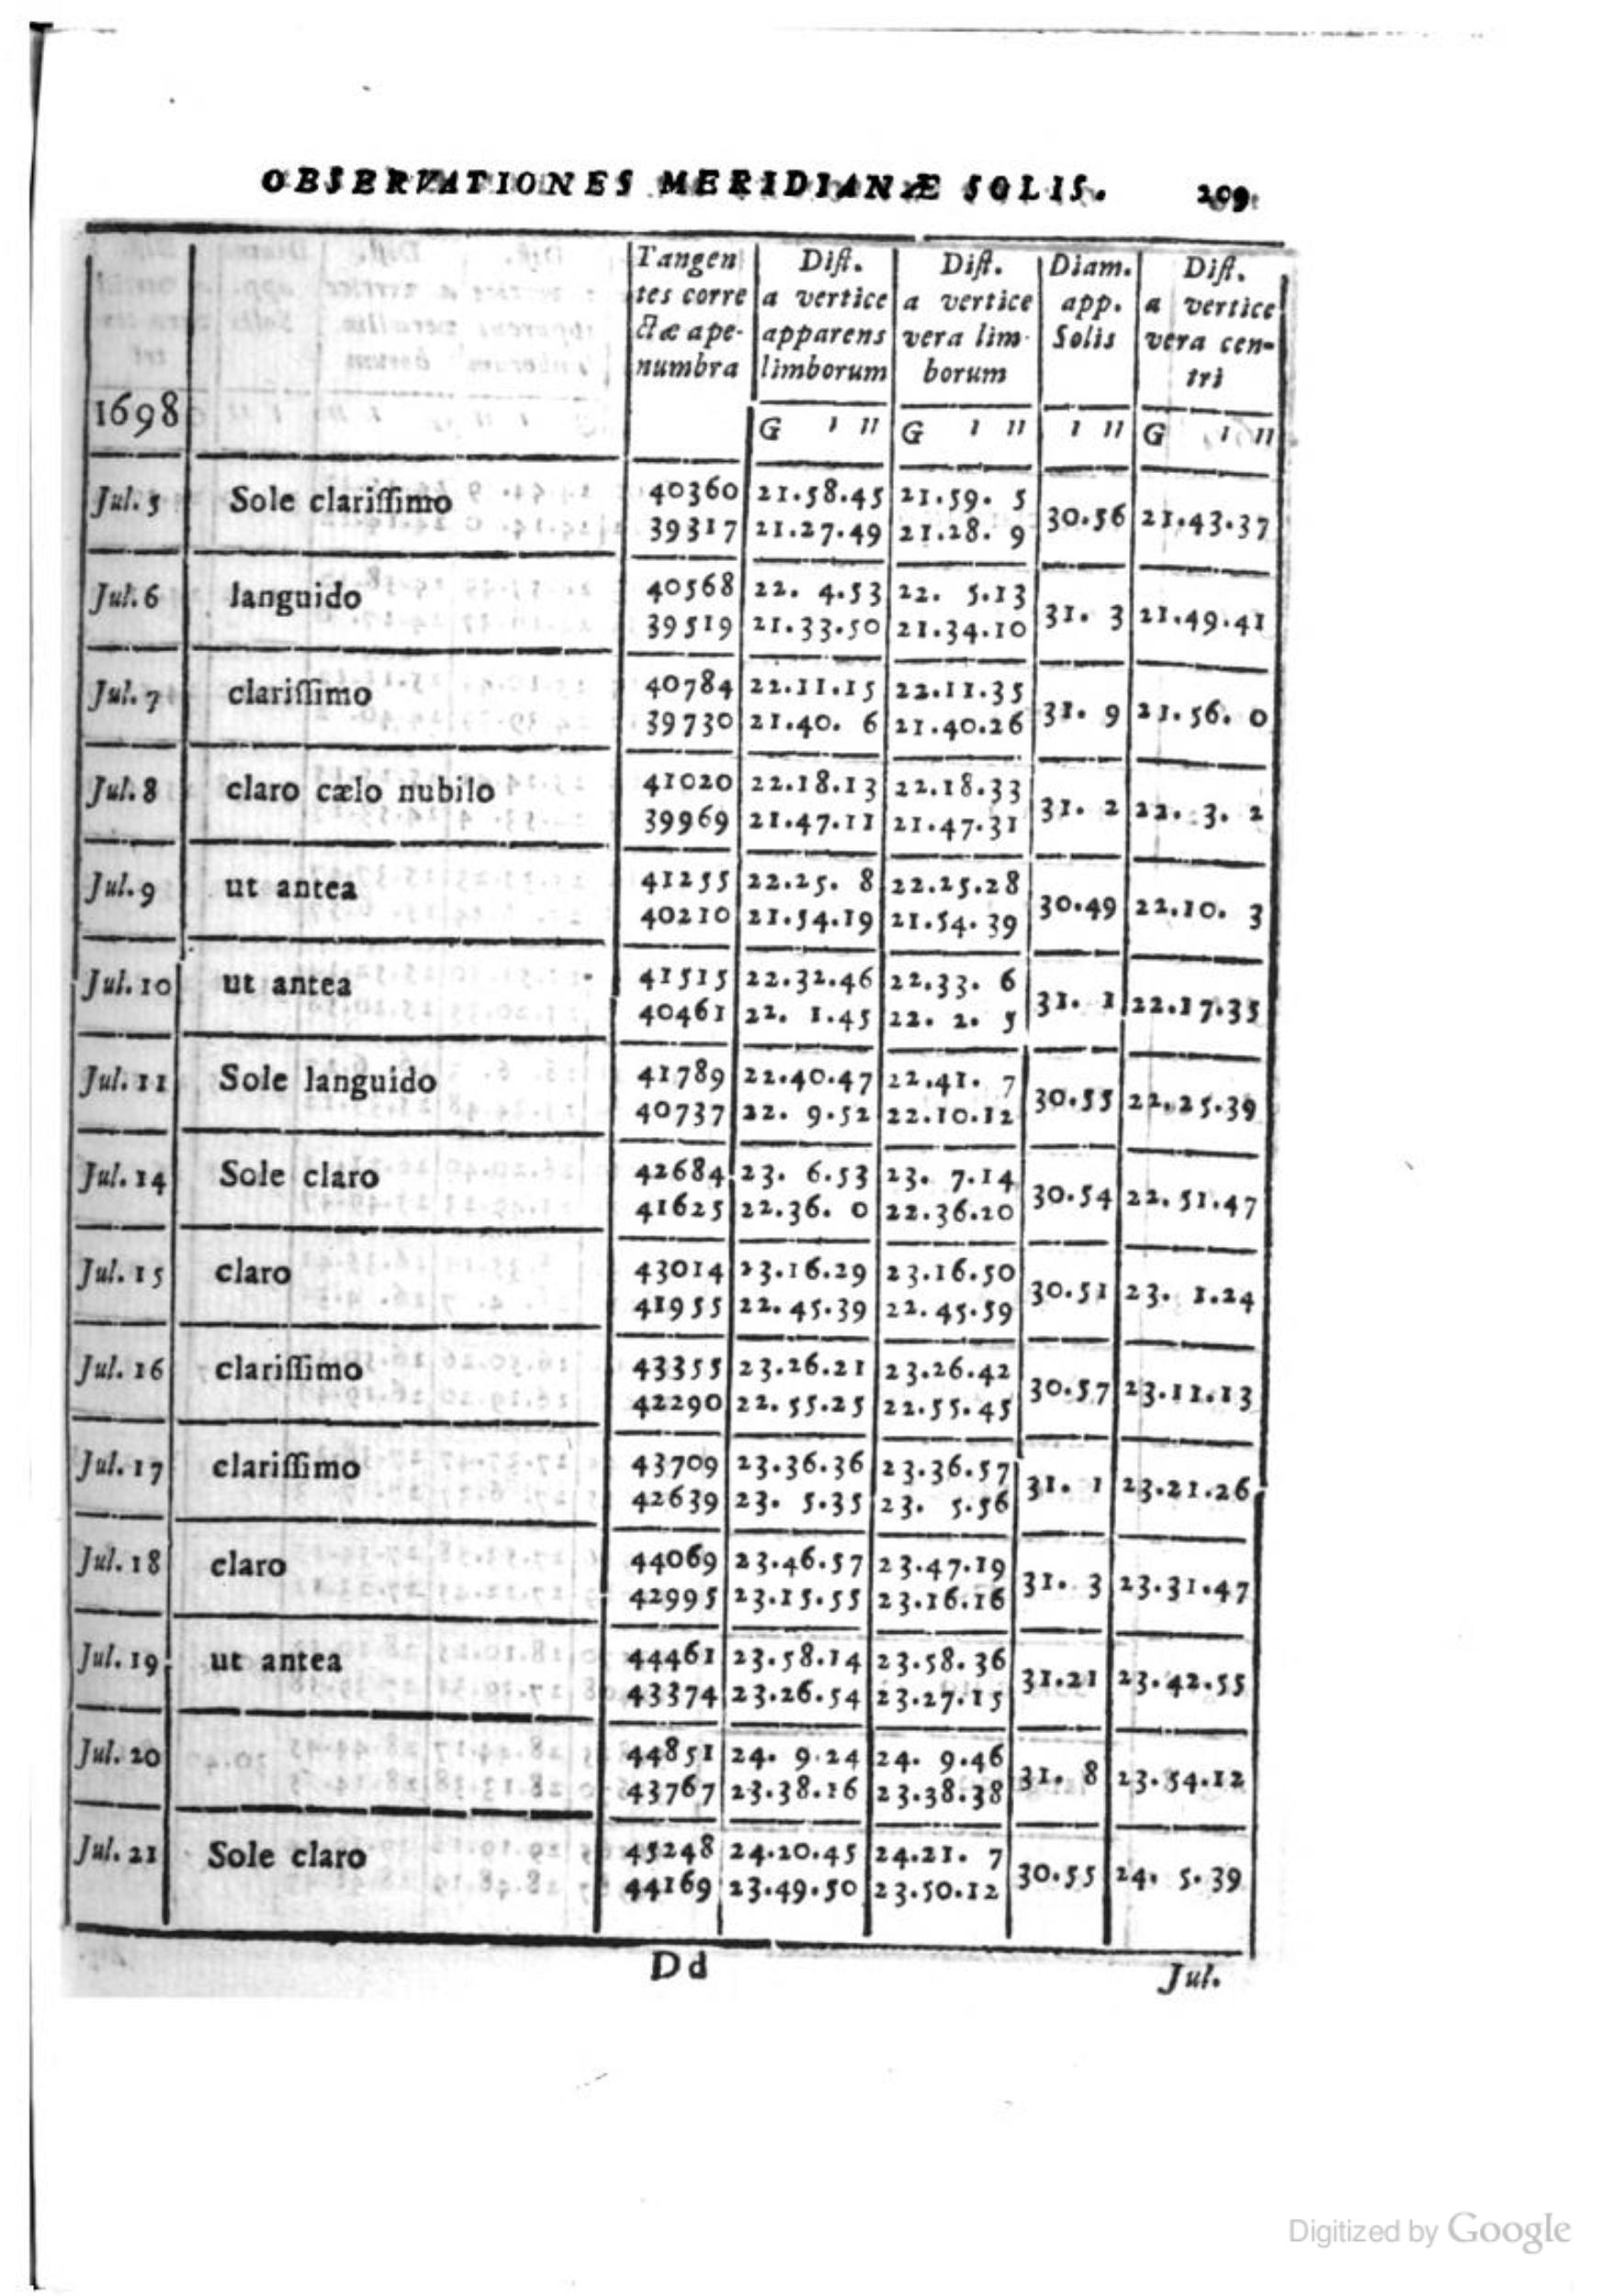 OBSERVATIONES MERIDIANÆ SOLIS. 209
1698 | Tangen | Dist. | Dist. | Diam. | Dist.
tes corre | a vertice | a vertice | app. | a vertice
ctæ ape- | apparens | vera lim- | Solis | vera cen-
numbra | limborum | borum | tri
G ı ıı | G ı ıı | ı ıı | G ı ıı
Jul. 5 Sole clarissimo 40360 21.58.45 21.59. 5 30.56 21.43.37
39317 21.27.49 21.28. 9
Jul. 6 languido 40568 22. 4.53 22. 5.13 31. 3 21.49.41
39519 21.33.50 21.34.10
Jul. 7 clarissimo 40784 22.11.15 22.11.35 31. 9 21.56. 0
39730 21.40. 6 21.40.26
Jul. 8 claro cælo nubilo 41020 22.18.13 22.18.33 31. 2 22. 3. 2
39969 21.47.11 21.47.31
Jul. 9 ut antea 41255 22.25. 8 22.25.28 30.49 22.10. 3
40210 21.54.19 21.54.39
Jul. 10 ut antea 41515 22.32.46 22.33. 6 31. 1 22.17.35
40461 22. 1.45 22. 2. 5
Jul. 11 Sole languido 41789 22.40.47 22.41. 7 30.55 22.25.39
40737 22. 9.52 22.10.12
Jul. 14 Sole claro 42684 23. 6.53 23. 7.14 30.54 22.51.47
41625 22.36. 0 22.36.20
Jul. 15 claro 43014 23.16.29 23.16.50 30.51 23. 1.24
41955 22.45.39 22.45.59
Jul. 16 clarissimo 43355 23.26.21 23.26.42 30.57 23.11.13
42290 22.55.25 22.55.45
Jul. 17 clarissimo 43709 23.36.36 23.36.57 31. 1 23.21.26
42639 23. 5.35 23. 5.56
Jul. 18 claro 44069 23.46.57 23.47.19 31. 3 23.31.47
42995 23.15.55 23.16.16
Jul. 19 ut antea 44461 23.58.14 23.58.36 31.21 23.42.55
43374 23.26.54 23.27.15
Jul. 20 44851 24. 9.24 24. 9.46 31. 8 23.54.12
43767 23.38.16 23.38.38
Jul. 21 Sole claro 45248 24.20.45 24.21. 7 30.55 24. 5.39
44169 23.49.50 23.50.12
Dd Jul.
Digitized by Google